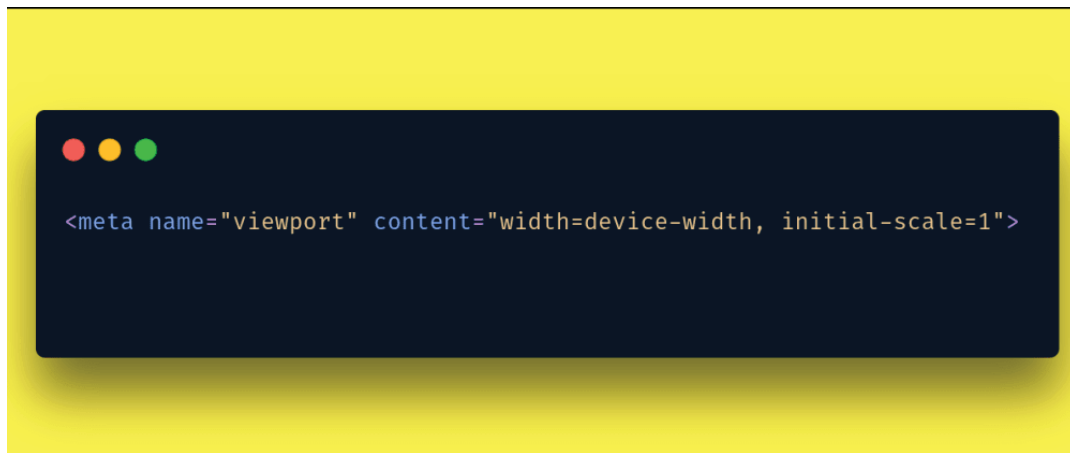 <meta name="viewport" content="width=device-width, initial-scale=1">